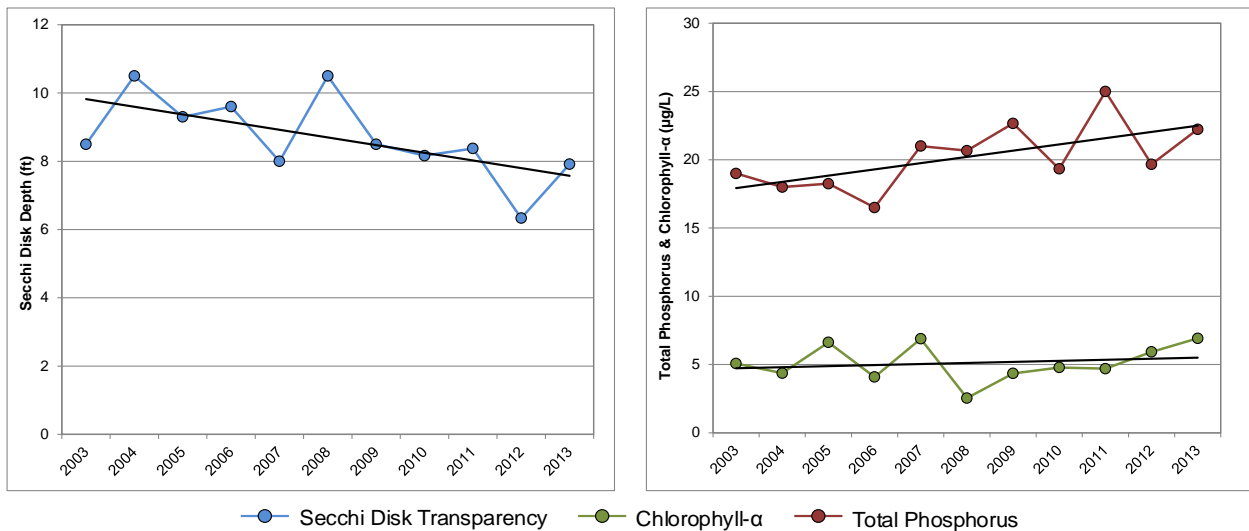 12
10
8
6
4
2
0
Secchi Disk Depth (ft)
2003 2004 2005 2006 2007 2008 2009 2010 2011 2012 2013
30
25
20
15
10
5
0
Total Phosphorus & Chlorophyll-α (µg/L)
2003 2004 2005 2006 2007 2008 2009 2010 2011 2012 2013
Secchi Disk Transparency Chlorophyll-α Total Phosphorus